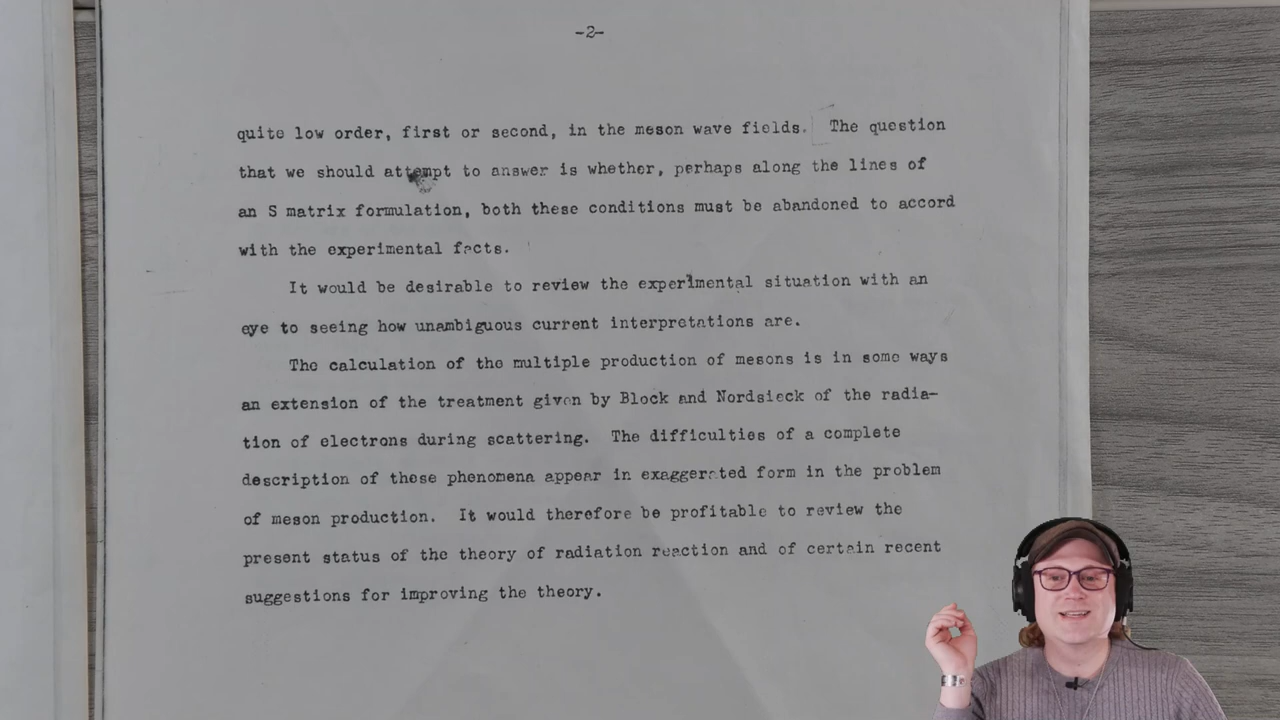 -2-
quite low order, first or second, in the meson wave fields. The question
that we should attempt to answer is whether, perhaps along the lines of
an S matrix formulation, both these conditions must be abandoned to accord
with the experimental facts.
It would be desirable to review the experimental situation with an
eye to seeing how unambiguous current interpretations are.
The calculation of the multiple production of mesons is in some ways
an extension of the treatment given by Block and Nordsieck of the radia-
tion of electrons during scattering. The difficulties of a complete
description of these phenomena appear in exaggerated form in the problem
of meson production. It would therefore be profitable to review the
present status of the theory of radiation reaction and of certain recent
suggestions for improving the theory.